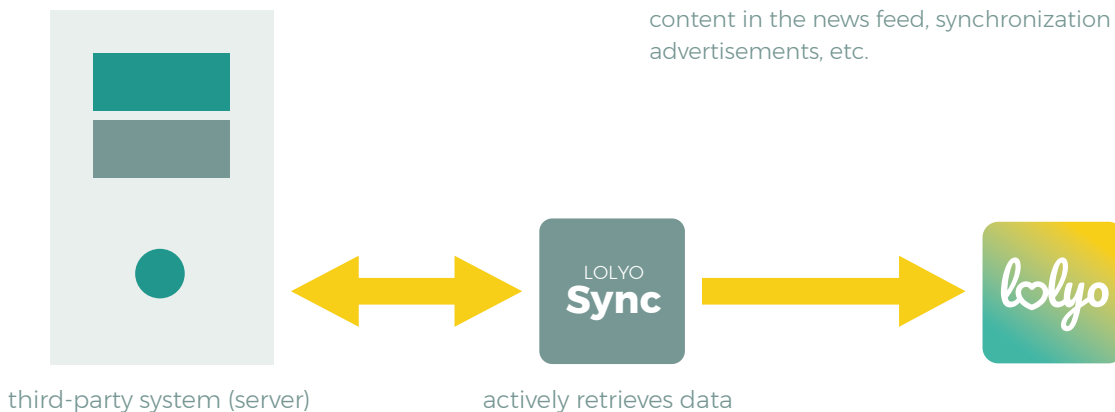 content in the news feed, synchronization
advertisements, etc.
LOLYO
Sync
lolyo
third-party system (server)
actively retrieves data